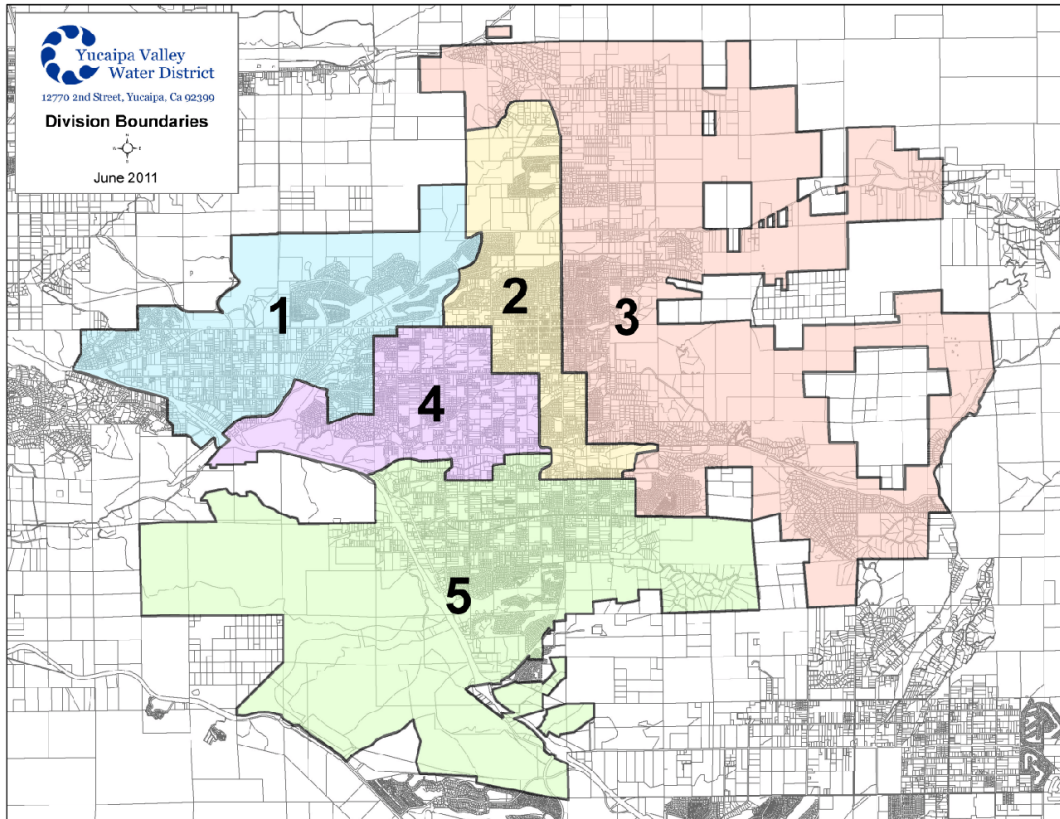 Yucaipa Valley
Water District
12770 2nd Street, Yucaipa, Ca 92399
Division Boundaries
N
W E
S
June 2011
1
2
3
4
5